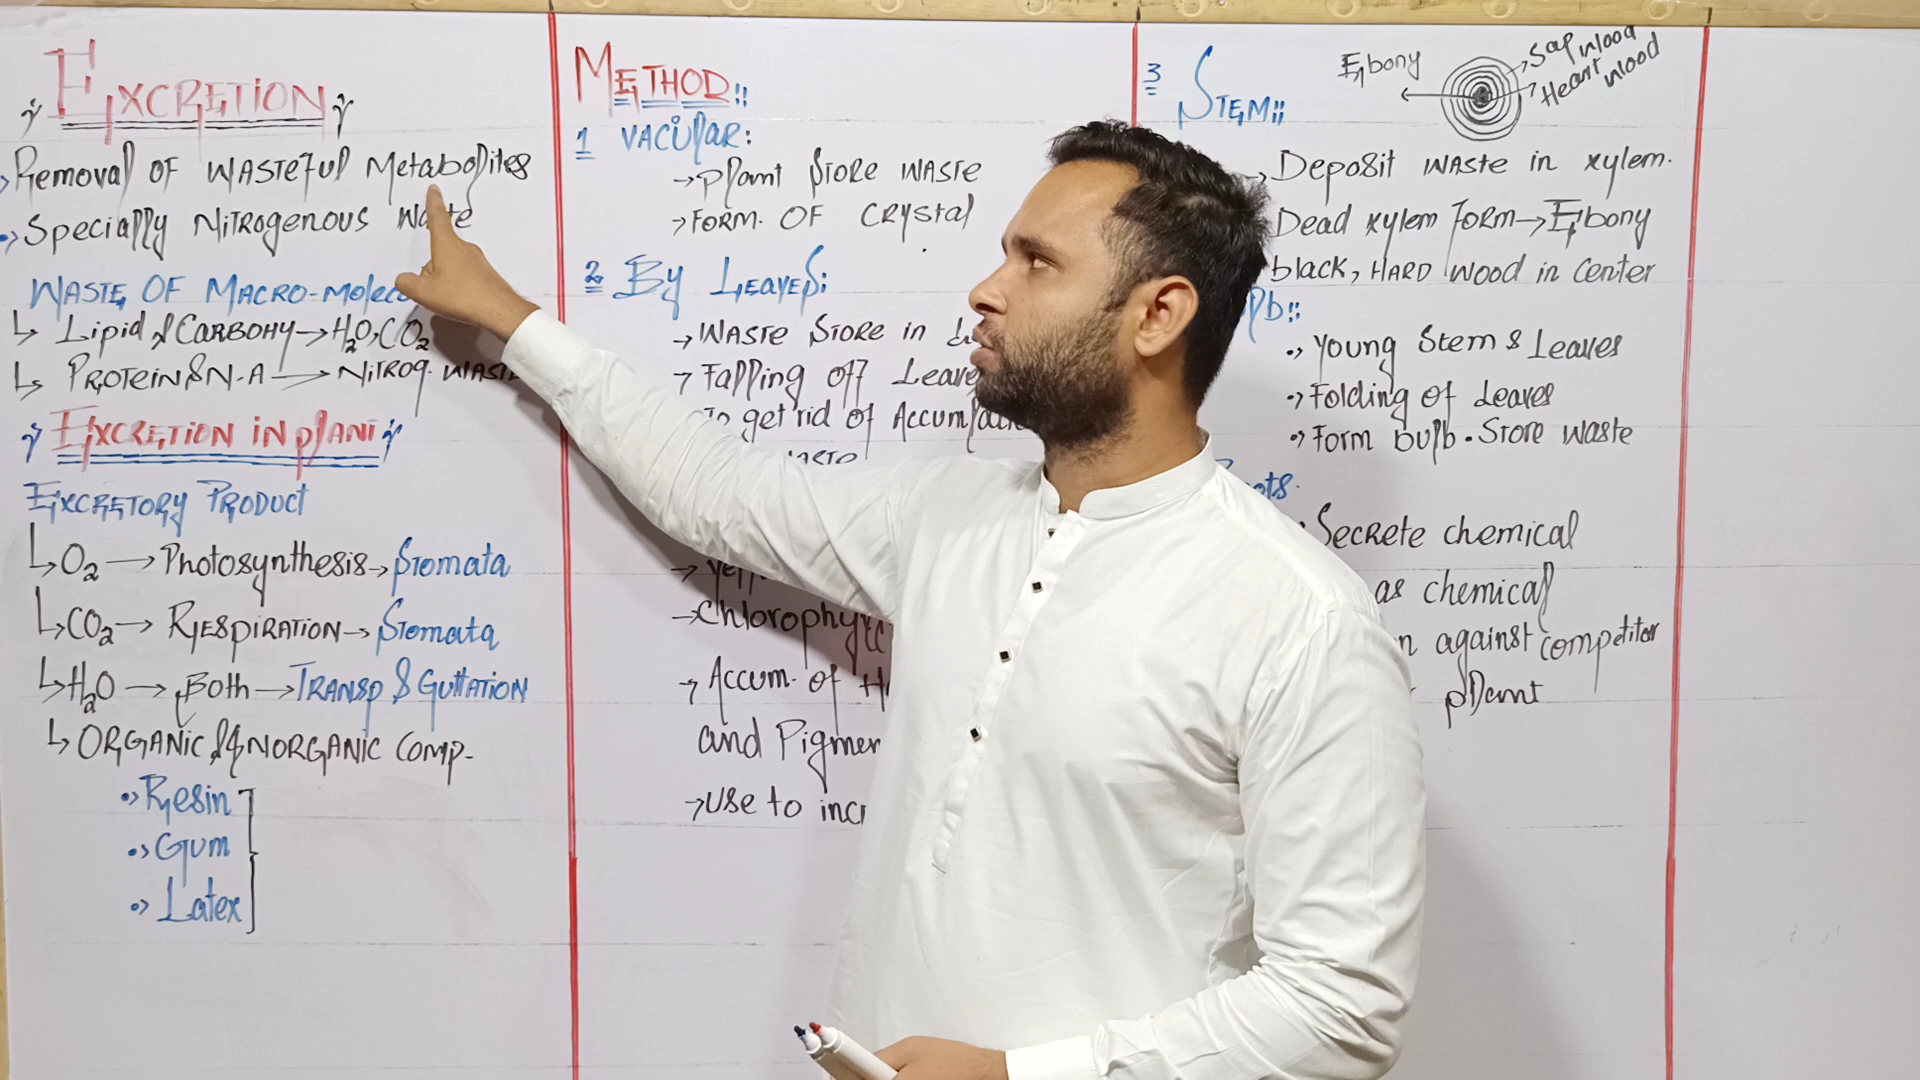 EXCRETION
Removal OF WASTEFUL Metabolites
Specially Nitrogenous Waste
WASTE OF MACRO-Molec
Lipid & CARBOHY → H2O, CO2
PROTEIN & N.A → NITROG. WASTE
EXCRETION IN plANT
EXCRETORY PRODUCT
O2 → Photosynthesis → Stomata
CO2 → RESPIRATION → Stomata
H2O → Both → TRANSP & GUTTATION
ORGANIC & INORGANIC COMP.
Resin
Gum
Latex
METHOD::
1 VACUlAR:
→ Plant Store WASTE
→ FORM. OF CRYstal
2 By LEAVES:
→ WASTE Store in
→ Falling off Leave
To get rid of Accum
→ Chlorophyll
→ Accum. of
and Pigmen
→ Use to incr
3 STEM::
Ebony
Sap wood
Heart wood
→ Deposit WASTE in xylem.
Dead xylem Form → Ebony
black, HARD wood in Center
lb::
Young Stem & Leaves
Folding of Leaves
Form bulb. Store Waste
ots.
Secrete chemical
as chemical
n against competitor
plant